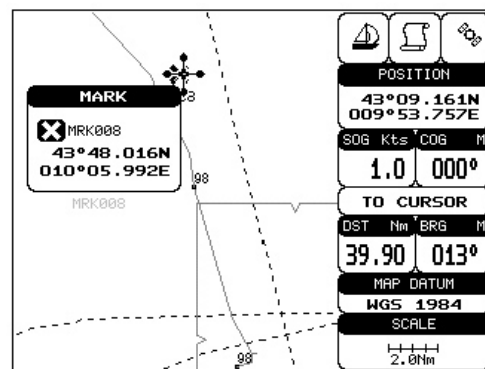 MARK
MRK008
43°48.016N
010°05.992E
MRK008
98
98
POSITION
43°09.161N
009°53.757E
SOG Kts COG M
1.0 000°
TO CURSOR
DST Nm BRG M
39.90 013°
MAP DATUM
WGS 1984
SCALE
2.0Nm